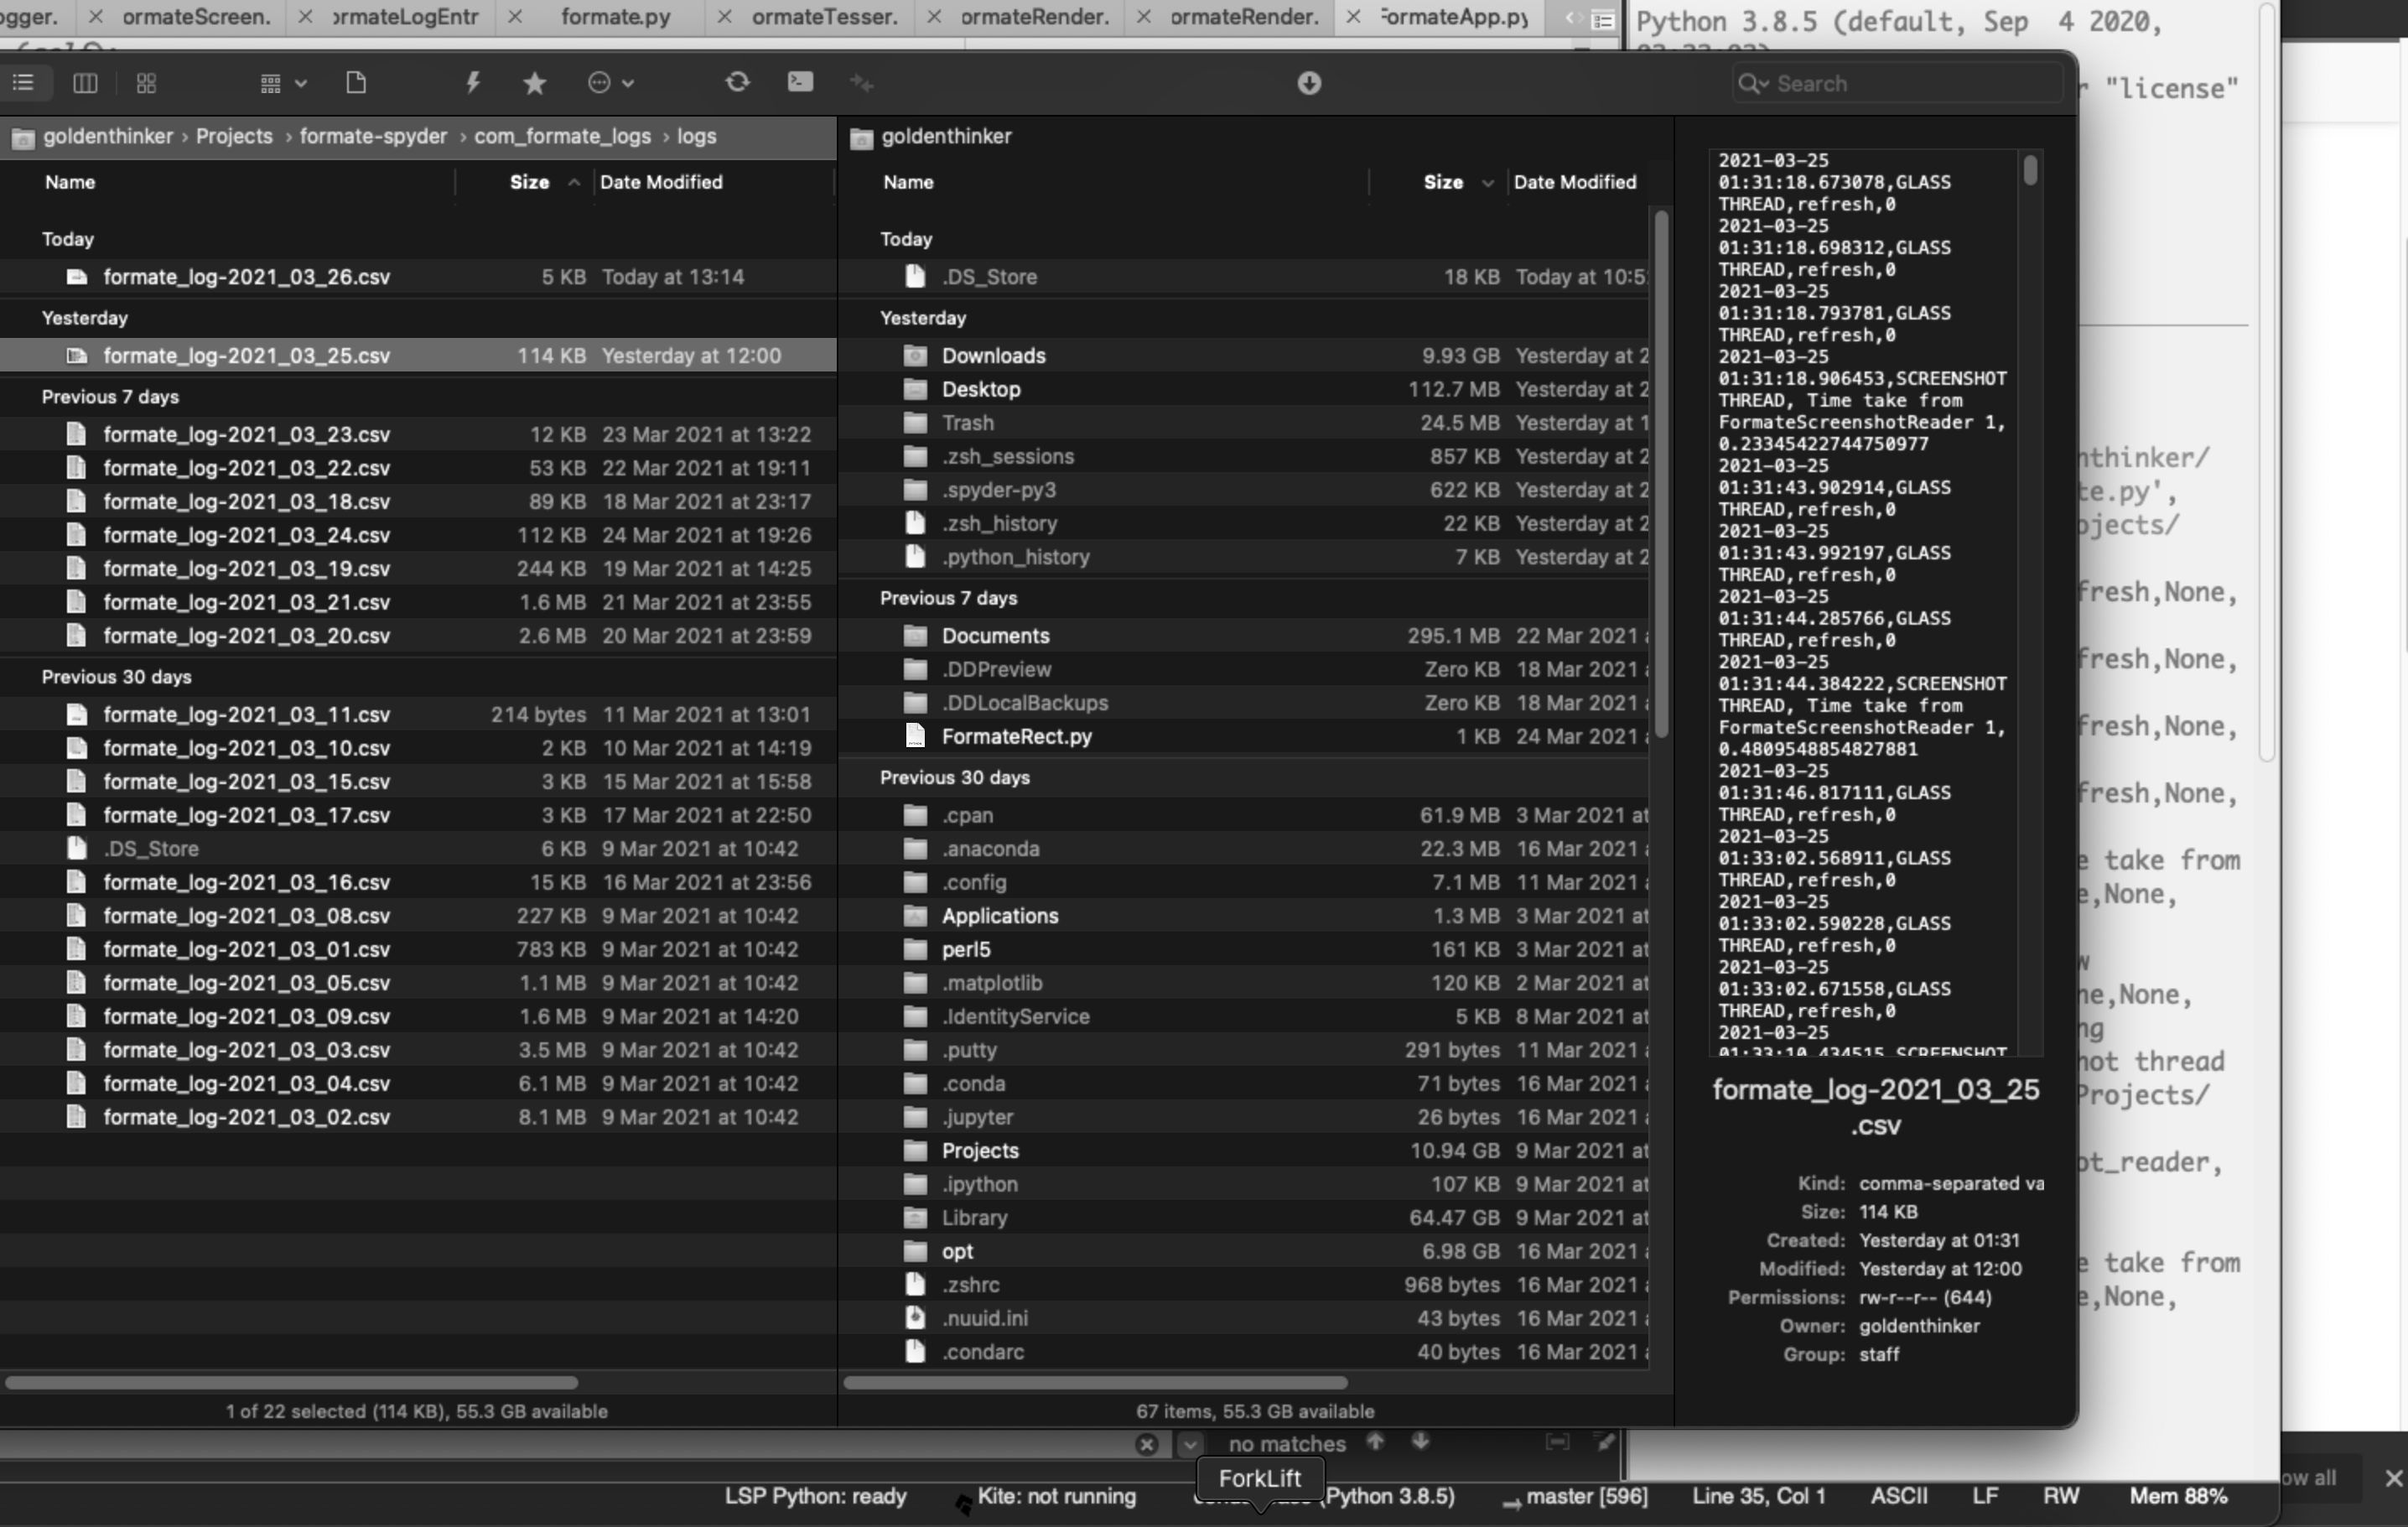 ogger.
ormateScreen.
ormateLogEntr
formate.py
ormateTesser.
ormateRender.
ormateRender.
FormateApp.py
Python 3.8.5 (default, Sep  4 2020,
"license"
Search
goldenthinker › Projects › formate-spyder › com_formate_logs › logs
Name Size Date Modified
Today
formate_log-2021_03_26.csv 5 KB Today at 13:14
Yesterday
formate_log-2021_03_25.csv 114 KB Yesterday at 12:00
Previous 7 days
formate_log-2021_03_23.csv 12 KB 23 Mar 2021 at 13:22
formate_log-2021_03_22.csv 53 KB 22 Mar 2021 at 19:11
formate_log-2021_03_18.csv 89 KB 18 Mar 2021 at 23:17
formate_log-2021_03_24.csv 112 KB 24 Mar 2021 at 19:26
formate_log-2021_03_19.csv 244 KB 19 Mar 2021 at 14:25
formate_log-2021_03_21.csv 1.6 MB 21 Mar 2021 at 23:55
formate_log-2021_03_20.csv 2.6 MB 20 Mar 2021 at 23:59
Previous 30 days
formate_log-2021_03_11.csv 214 bytes 11 Mar 2021 at 13:01
formate_log-2021_03_10.csv 2 KB 10 Mar 2021 at 14:19
formate_log-2021_03_15.csv 3 KB 15 Mar 2021 at 15:58
formate_log-2021_03_17.csv 3 KB 17 Mar 2021 at 22:50
.DS_Store 6 KB 9 Mar 2021 at 10:42
formate_log-2021_03_16.csv 15 KB 16 Mar 2021 at 23:56
formate_log-2021_03_08.csv 227 KB 9 Mar 2021 at 10:42
formate_log-2021_03_01.csv 783 KB 9 Mar 2021 at 10:42
formate_log-2021_03_05.csv 1.1 MB 9 Mar 2021 at 10:42
formate_log-2021_03_09.csv 1.6 MB 9 Mar 2021 at 14:20
formate_log-2021_03_03.csv 3.5 MB 9 Mar 2021 at 10:42
formate_log-2021_03_04.csv 6.1 MB 9 Mar 2021 at 10:42
formate_log-2021_03_02.csv 8.1 MB 9 Mar 2021 at 10:42
1 of 22 selected (114 KB), 55.3 GB available
goldenthinker
Name Size Date Modified
Today
.DS_Store 18 KB Today at 10:5
Yesterday
Downloads 9.93 GB Yesterday at 2
Desktop 112.7 MB Yesterday at 2
Trash 24.5 MB Yesterday at 1
.zsh_sessions 857 KB Yesterday at 2
.spyder-py3 622 KB Yesterday at 2
.zsh_history 22 KB Yesterday at 2
.python_history 7 KB Yesterday at 2
Previous 7 days
Documents 295.1 MB 22 Mar 2021
.DDPreview Zero KB 18 Mar 2021
.DDLocalBackups Zero KB 18 Mar 2021
FormateRect.py 1 KB 24 Mar 2021
Previous 30 days
.cpan 61.9 MB 3 Mar 2021 at
.anaconda 22.3 MB 16 Mar 2021
.config 7.1 MB 11 Mar 2021
Applications 1.3 MB 3 Mar 2021 at
perl5 161 KB 3 Mar 2021 at
.matplotlib 120 KB 2 Mar 2021 at
.IdentityService 5 KB 8 Mar 2021 at
.putty 291 bytes 11 Mar 2021
.conda 71 bytes 16 Mar 2021
.jupyter 26 bytes 16 Mar 2021
Projects 10.94 GB 9 Mar 2021 at
.ipython 107 KB 9 Mar 2021 at
Library 64.47 GB 9 Mar 2021 at
opt 6.98 GB 16 Mar 2021
.zshrc 968 bytes 16 Mar 2021
.nuuid.ini 43 bytes 16 Mar 2021
.condarc 40 bytes 16 Mar 2021
67 items, 55.3 GB available
2021-03-25
01:31:18.673078,GLASS
THREAD,refresh,0
2021-03-25
01:31:18.698312,GLASS
THREAD,refresh,0
2021-03-25
01:31:18.793781,GLASS
THREAD,refresh,0
2021-03-25
01:31:18.906453,SCREENSHOT
THREAD, Time take from
FormateScreenshotReader 1,
0.23345422744750977
2021-03-25
01:31:43.902914,GLASS
THREAD,refresh,0
2021-03-25
01:31:43.992197,GLASS
THREAD,refresh,0
2021-03-25
01:31:44.285766,GLASS
THREAD,refresh,0
2021-03-25
01:31:44.384222,SCREENSHOT
THREAD, Time take from
FormateScreenshotReader 1,
0.4809548854827881
2021-03-25
01:31:46.817111,GLASS
THREAD,refresh,0
2021-03-25
01:33:02.568911,GLASS
THREAD,refresh,0
2021-03-25
01:33:02.590228,GLASS
THREAD,refresh,0
2021-03-25
01:33:02.671558,GLASS
THREAD,refresh,0
2021-03-25
01:33:10.434515,SCREENSHOT
formate_log-2021_03_25
.csv
Kind: comma-separated va
Size: 114 KB
Created: Yesterday at 01:31
Modified: Yesterday at 12:00
Permissions: rw-r--r-- (644)
Owner: goldenthinker
Group: staff
nthinker/
te.py',
ojects/
fresh,None,
fresh,None,
fresh,None,
fresh,None,
e take from
e,None,
w
ne,None,
ng
not thread
Projects/
ot_reader,
e take from
e,None,
no matches
ForkLift
ow all
LSP Python: ready
Kite: not running
(Python 3.8.5)
master [596]
Line 35, Col 1
ASCII
LF
RW
Mem 88%